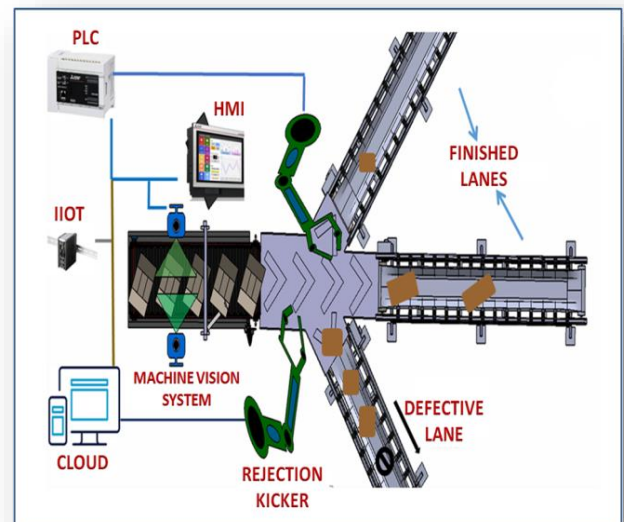 PLC
HMI
FINISHED
LANES
IIOT
MACHINE VISION
SYSTEM
DEFECTIVE
LANE
CLOUD
REJECTION
KICKER